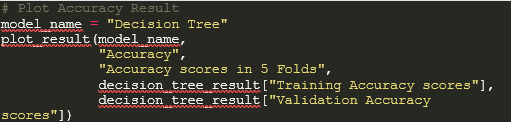 # Plot Accuracy Result
model_name = "Decision Tree"
plot_result(model_name,
"Accuracy",
"Accuracy scores in 5 Folds",
decision_tree_result["Training Accuracy scores"],
decision_tree_result["Validation Accuracy
scores"])